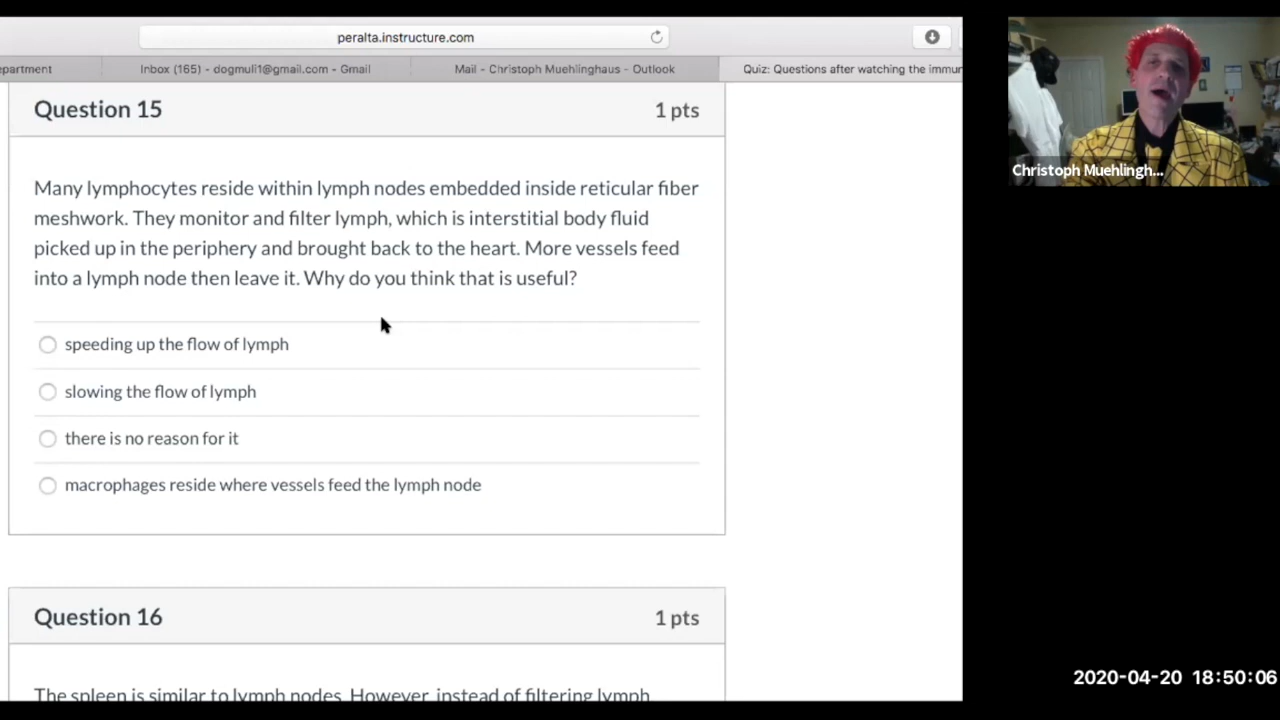 peralta.instructure.com
epartment
Inbox (165) - dogmuli1@gmail.com - Gmail
Mail - Christoph Muehlinghaus - Outlook
Quiz: Questions after watching the immun
Question 15
1 pts
Many lymphocytes reside within lymph nodes embedded inside reticular fiber
meshwork. They monitor and filter lymph, which is interstitial body fluid
picked up in the periphery and brought back to the heart. More vessels feed
into a lymph node then leave it. Why do you think that is useful?
speeding up the flow of lymph
slowing the flow of lymph
there is no reason for it
macrophages reside where vessels feed the lymph node
Question 16
1 pts
The spleen is similar to lymph nodes. However, instead of filtering lymph
Christoph Muehlingh...
2020-04-20 18:50:06